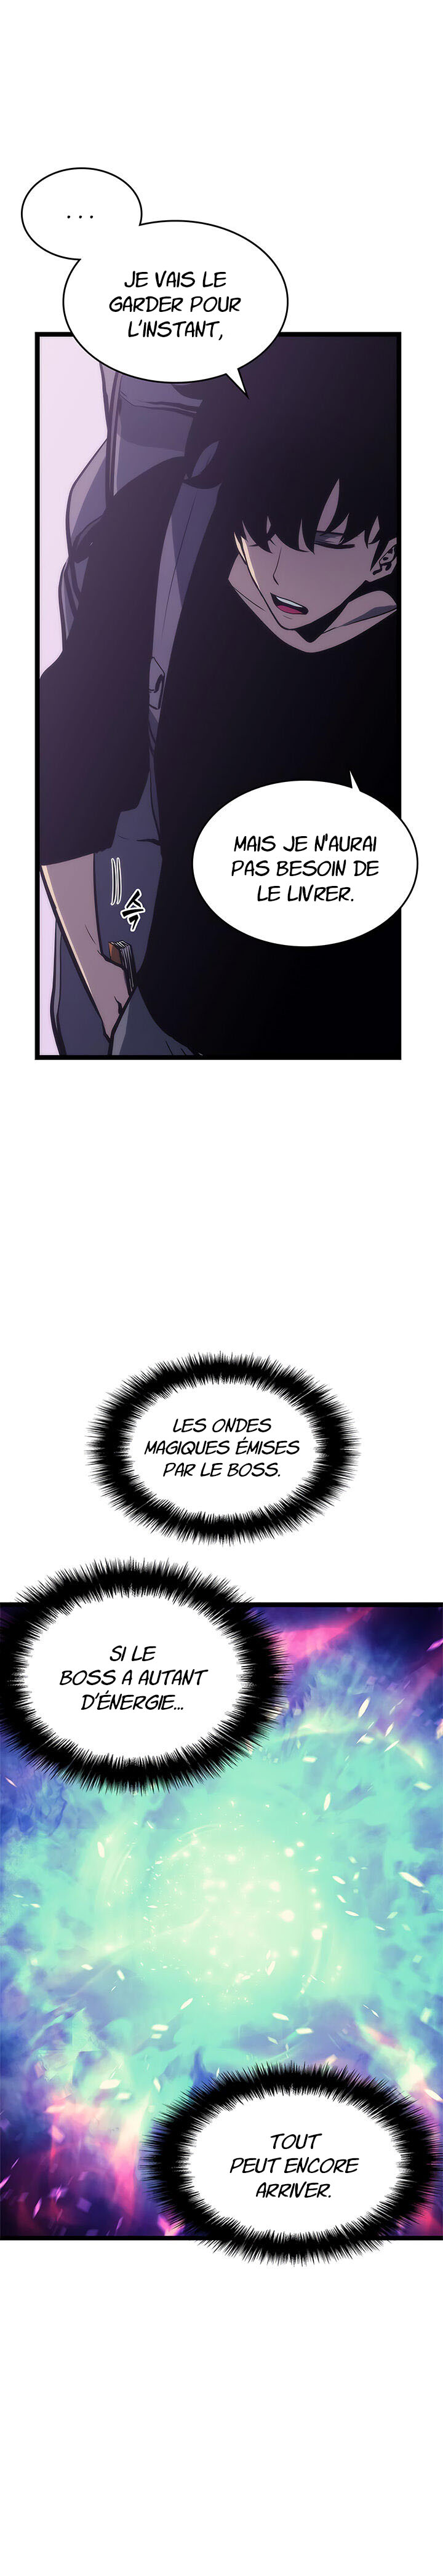 ...
JE VAIS LE
GARDER POUR
L'INSTANT,
MAIS JE N'AURAI
PAS BESOIN DE
LE LIVRER.
슥
LES ONDES
MAGIQUES ÉMISES
PAR LE BOSS.
SI LE
BOSS A AUTANT
D'ÉNERGIE...
TOUT
PEUT ENCORE
ARRIVER.